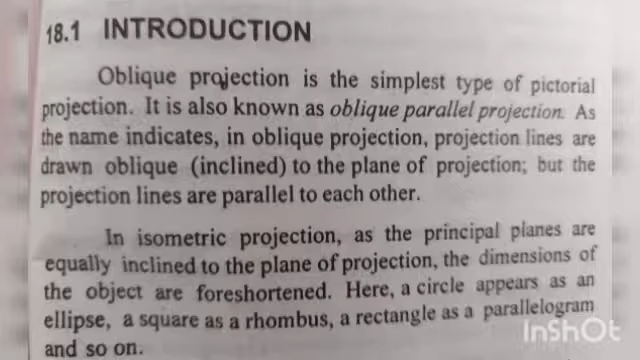 18.1 INTRODUCTION
Oblique projection is the simplest type of pictorial
projection. It is also known as oblique parallel projection. As
the name indicates, in oblique projection, projection lines are
drawn oblique (inclined) to the plane of projection; but the
projection lines are parallel to each other.
In isometric projection, as the principal planes are
equally inclined to the plane of projection, the dimensions of
the object are foreshortened. Here, a circle appears as an
ellipse, a square as a rhombus, a rectangle as a parallelogram
and so on.
InShOt